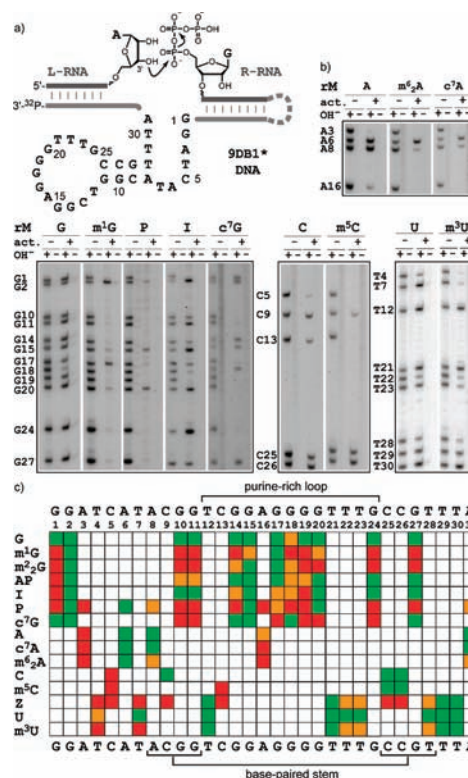 a)
L-RNA
R-RNA
A
G
5'-
3',³²P
3'
O⁻
9DB1*
DNA
1
5
10
15
20
25
30
b)
rM A m⁶₂A c⁷A
act. - + - + - +
OH⁻ + - + - + -
A3
A6
A8
A16
rM G m¹G P I c⁷G
act. - + - + - + - + - +
OH⁻
G1
G2
G10
G11
G14
G15
G17
G18
G19
G20
G24
G27
C m⁵C
C5
C9
C13
C25
C26
U m³U
T4
T7
T12
T21
T22
T23
T28
T29
T30
c)
purine-rich loop
GGATCATACGGTCGGAGGGGTTTGCCGTTTA
1 2 3 4 5 6 7 8 9 10 11 12 13 14 15 16 17 18 19 20 21 22 23 24 25 26 27 28 29 30 3
G
m¹G
m²₂G
AP
I
P
c⁷G
A
c⁷A
m⁶₂A
C
m⁵C
Z
U
m³U
GGATCATACGGTCGGAGGGGTTTGCCGTTTA
base-paired stem